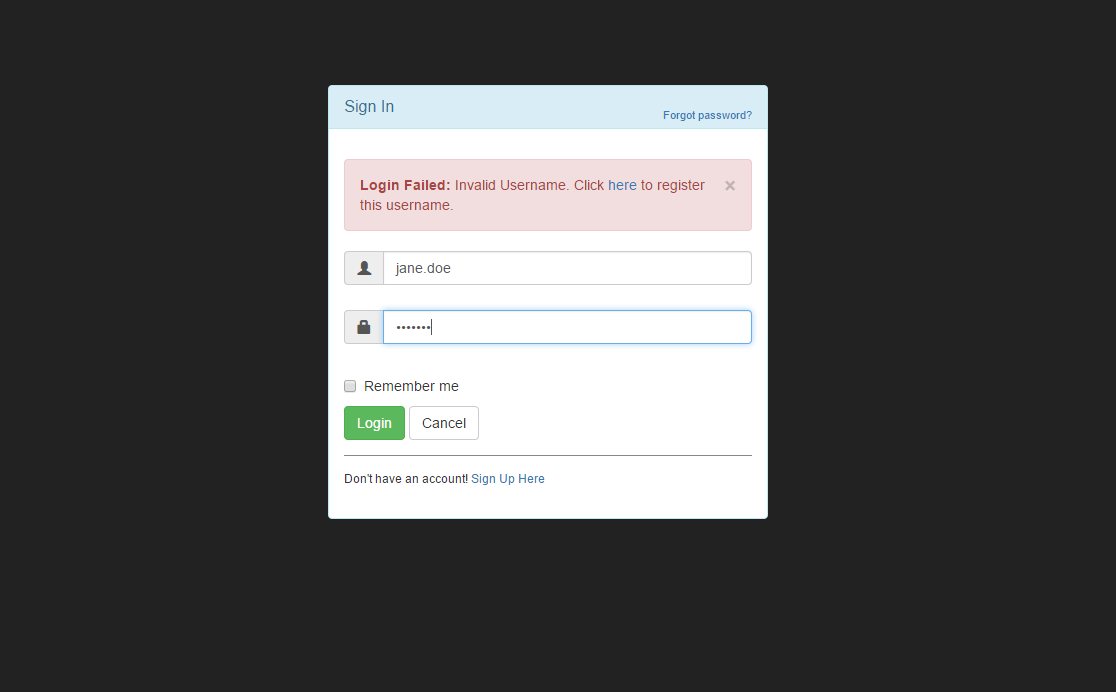 Sign In
Forgot password?
Login Failed: Invalid Username. Click here to register
this username.
×
jane.doe
•••••••
Remember me
Login
Cancel
Don't have an account! Sign Up Here